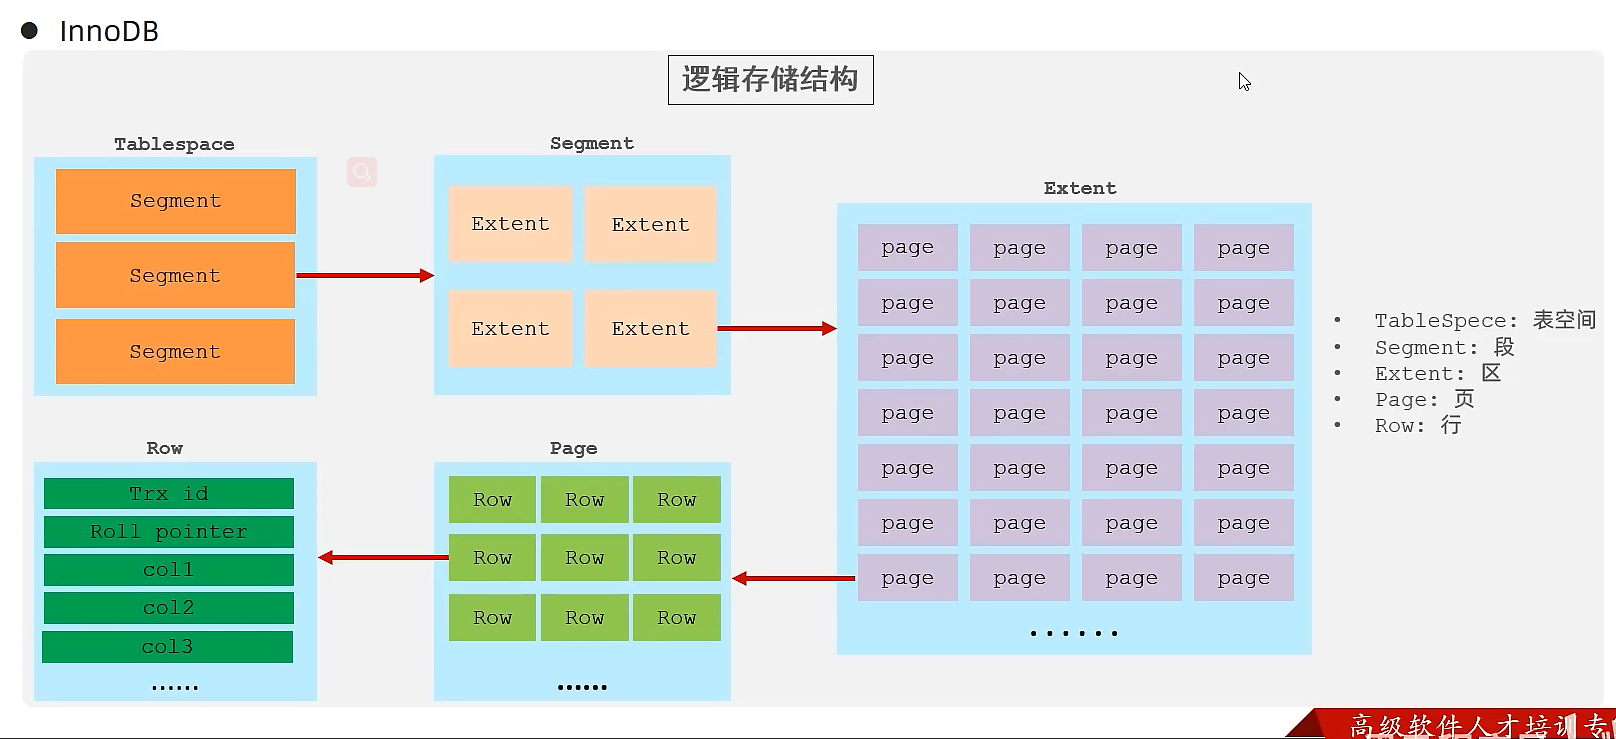 ● InnoDB
逻辑存储结构
Tablespace
Segment
Segment
Segment
Segment
Extent Extent
Extent Extent
Extent
page page page page
page page page page
page page page page
page page page page
page page page page
page page page page
page page page page
......
• TableSpece: 表空间
• Segment: 段
• Extent: 区
• Page: 页
• Row: 行
Row
Trx id
Roll pointer
col1
col2
col3
......
Page
Row Row Row
Row Row Row
Row Row Row
......
高级软件人才培训专